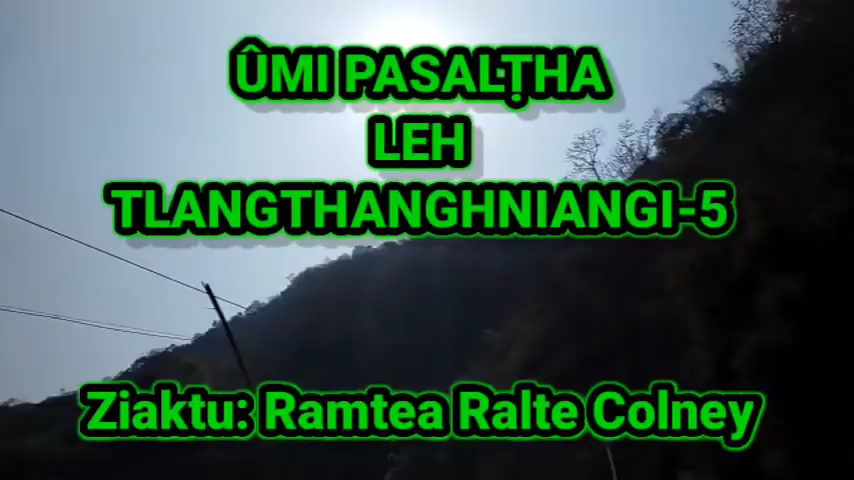 ÛMI PASALṬHA
LEH
TLANGTHANGHNIANGI-5
Ziaktu: Ramtea Ralte Colney